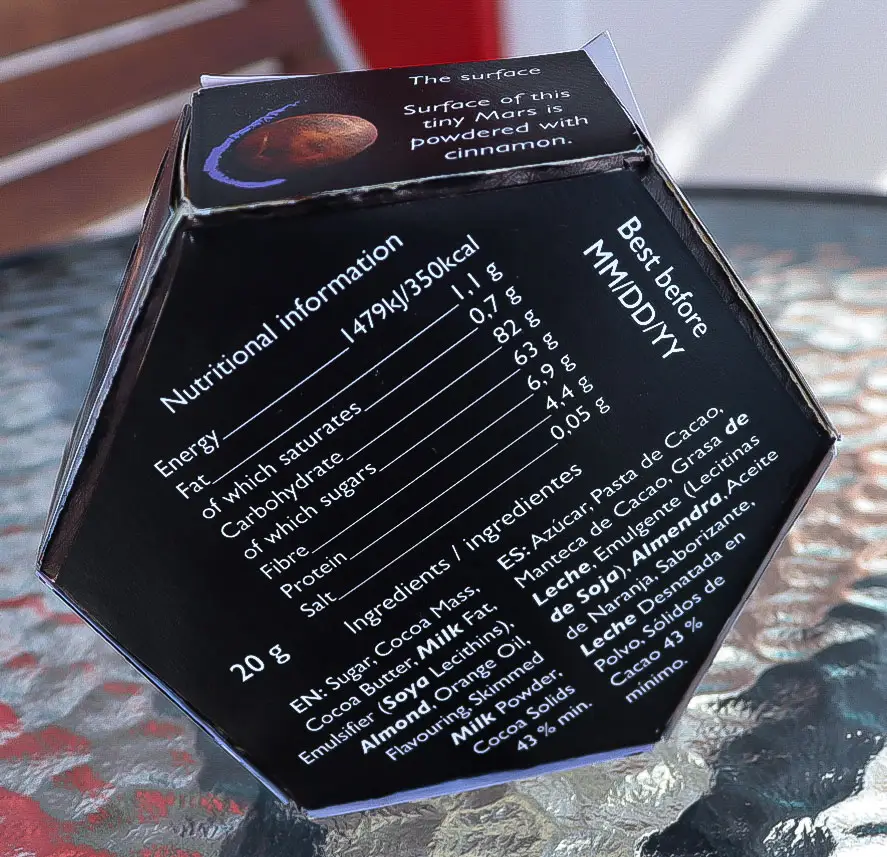 The surface
Surface of this
tiny Mars is
powdered with
cinnamon.
Nutritional information
Energy 1479kJ/350kcal
Fat 1,1 g
of which saturates 0,7 g
Carbohydrate 82 g
of which sugars 63 g
Fibre 6,9 g
Protein 4,4 g
Salt 0,05 g
Best before
MM/DD/YY
20 g
Ingredients / ingredientes
EN: Sugar, Cocoa Mass,
Cocoa Butter, Milk Fat,
Emulsifier (Soya Lecithins),
Almond, Orange Oil,
Flavouring, Skimmed
Milk Powder,
Cocoa Solids
43 % min.
ES: Azúcar, Pasta de Cacao,
Manteca de Cacao, Grasa de
Leche, Emulgente (Lecitinas
de Soja), Almendra, Aceite
de Naranja, Saborizante,
Leche Desnatada en
Polvo, Sólidos de
Cacao 43 %
minimo.